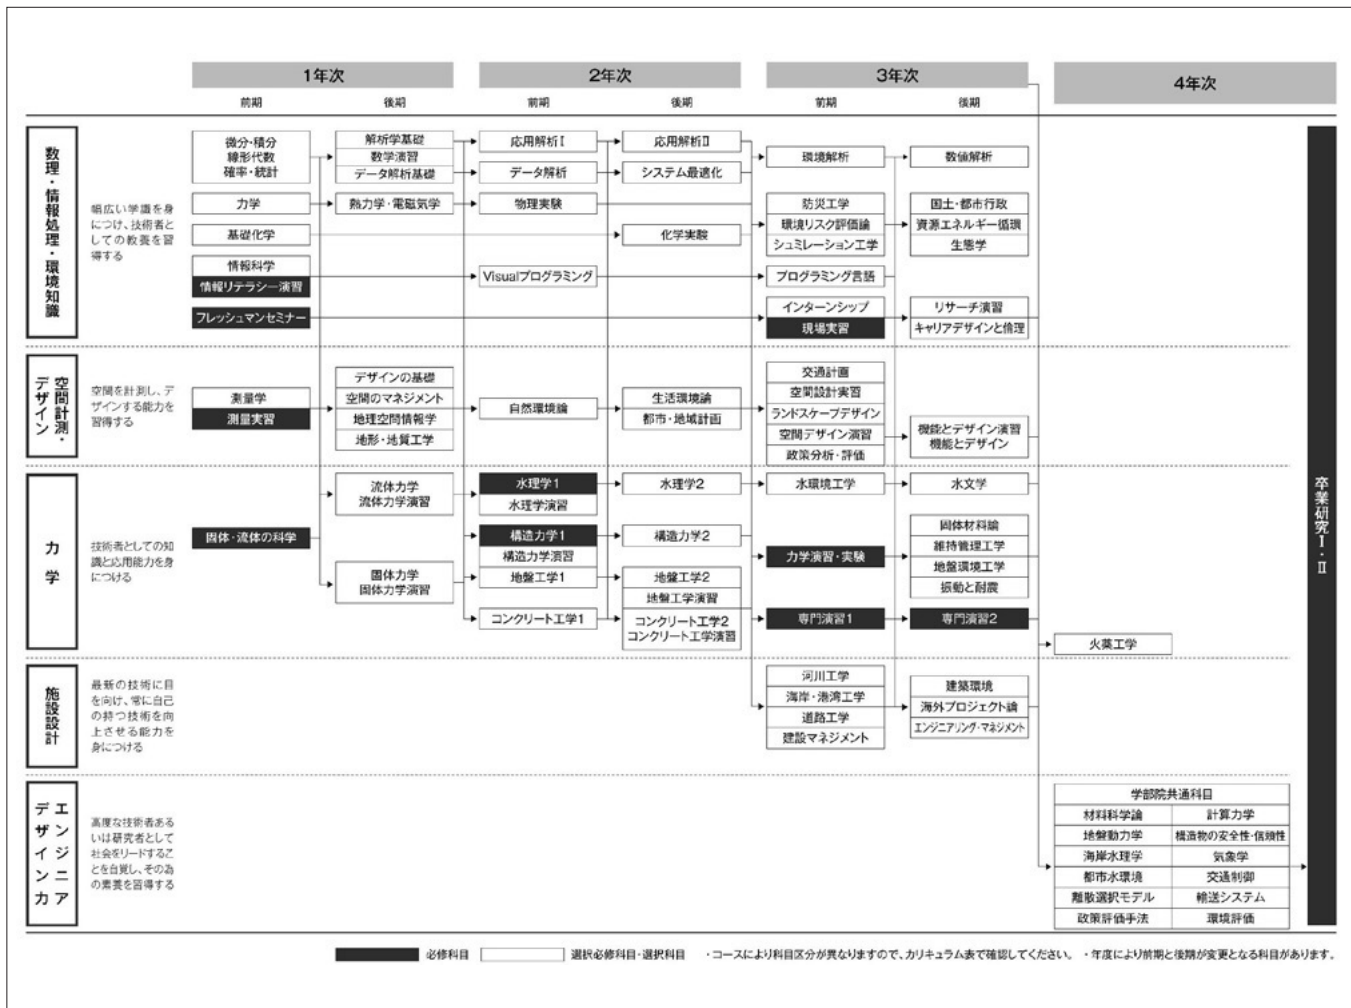 1年次
2年次
3年次
4年次
前期
後期
前期
後期
前期
後期
数理・情報処理・環境知識
幅広い学識を身
につけ、技術者と
しての教養を習
得する
微分・積分
線形代数
確率・統計
力学
基礎化学
情報科学
情報リテラシー演習
フレッシュマンセミナー
解析学基礎
数学演習
データ解析基礎
熱力学・電磁気学
応用解析Ⅰ
データ解析
物理実験
Visualプログラミング
応用解析Ⅱ
システム最適化
化学実験
環境解析
防災工学
環境リスク評価論
シュミレーション工学
プログラミング言語
インターンシップ
現場実習
数値解析
国土・都市行政
資源エネルギー循環
生態学
リサーチ演習
キャリアデザインと倫理
空間計測・
デザイン
空間を計測し、デ
ザインする能力を
習得する
測量学
測量実習
デザインの基礎
空間のマネジメント
地理空間情報学
地形・地質工学
自然環境論
生活環境論
都市・地域計画
交通計画
空間設計実習
ランドスケープデザイン
空間デザイン演習
政策分析・評価
機能とデザイン演習
機能とデザイン
力学
技術者としての知
識と応用能力を身
につける
固体・流体の科学
流体力学
流体力学演習
固体力学
固体力学演習
水理学1
水理学演習
構造力学1
構造力学演習
地盤工学1
コンクリート工学1
水理学2
構造力学2
地盤工学2
地盤工学演習
コンクリート工学2
コンクリート工学演習
水環境工学
力学演習・実験
専門演習1
水文学
固体材料論
維持管理工学
地盤環境工学
振動と耐震
専門演習2
火薬工学
施設設計
最新の技術に目
を向け、常に自己
の持つ技術を向
上させる能力を
身につける
河川工学
海岸・港湾工学
道路工学
建設マネジメント
建築環境
海外プロジェクト論
エンジニアリング・マネジメント
エンジニア
デザイン力
高度な技術者ある
いは研究者として
社会をリードするこ
とを自覚し、その為
の素養を習得する
学部院共通科目
材料科学論
計算力学
地盤動力学
構造物の安全性・信頼性
海岸水理学
気象学
都市水環境
交通制御
離散選択モデル
輸送システム
政策評価手法
環境評価
卒業研究Ⅰ・Ⅱ
必修科目
選択必修科目・選択科目
・コースにより科目区分が異なりますので、カリキュラム表で確認してください。
・年度により前期と後期が変更となる科目があります。